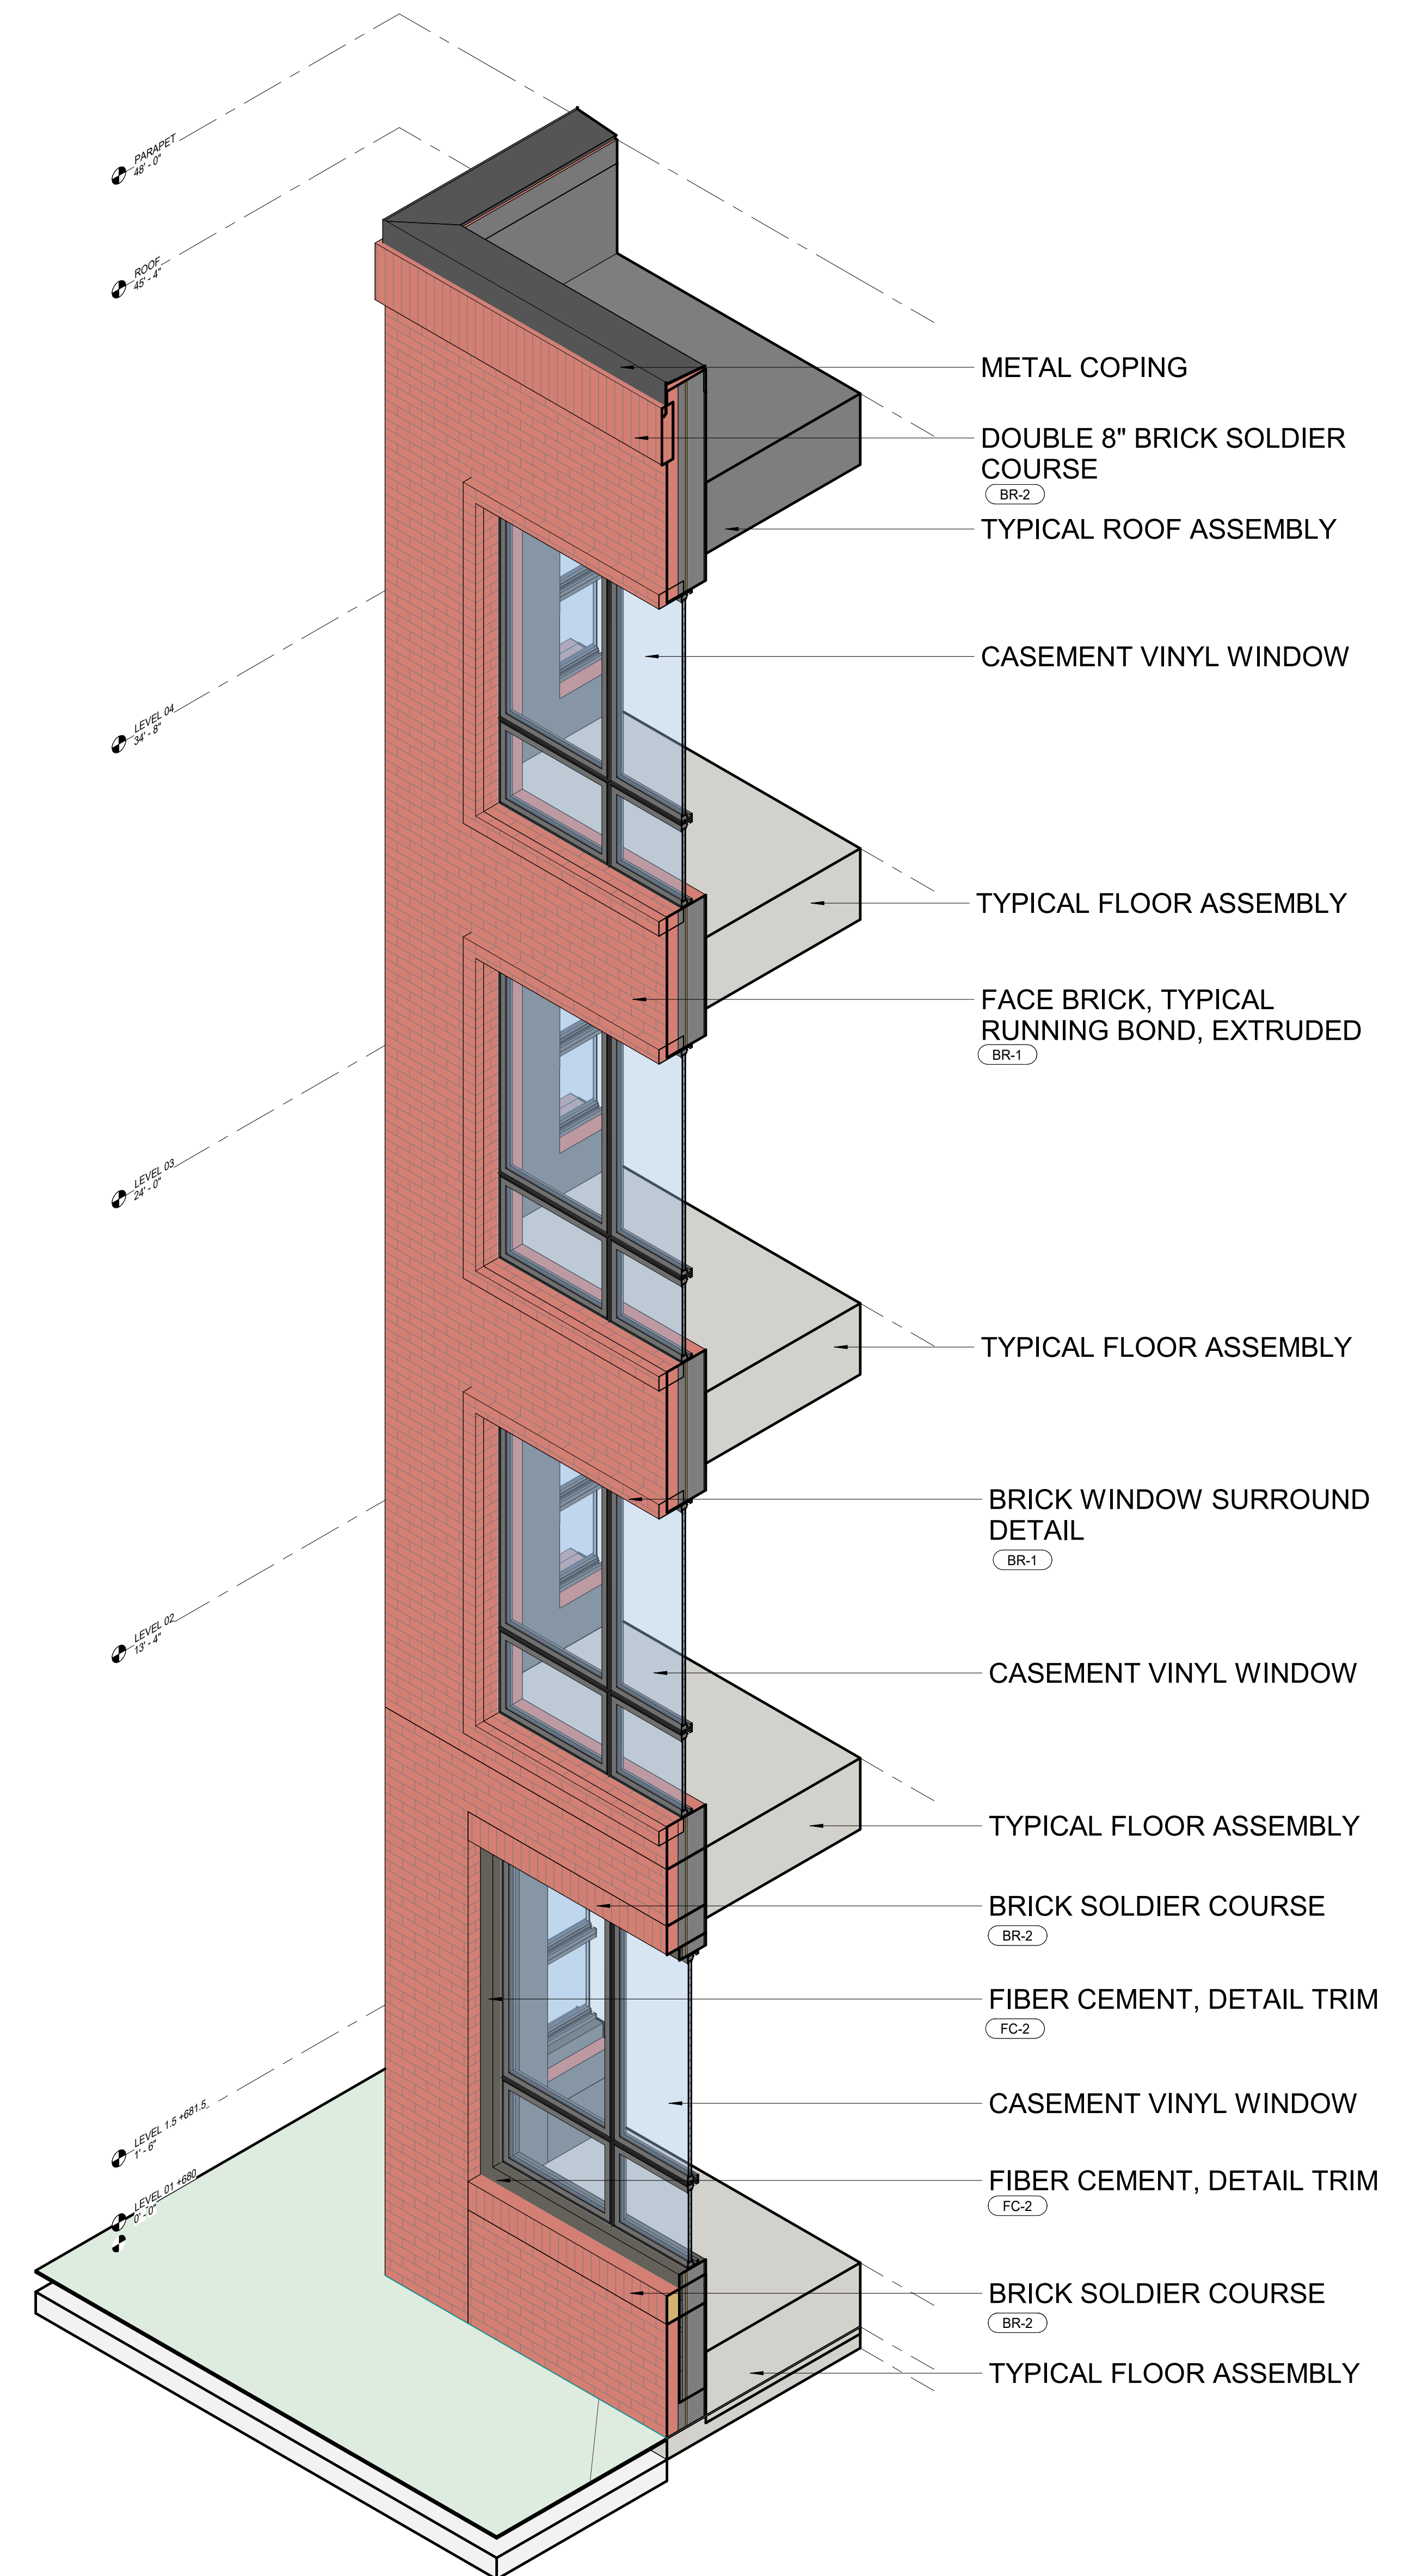 PARAPET
48' - 0"
ROOF
45' - 4"
METAL COPING
DOUBLE 8" BRICK SOLDIER
COURSE
BR-2
TYPICAL ROOF ASSEMBLY
CASEMENT VINYL WINDOW
LEVEL 04
34' - 8"
TYPICAL FLOOR ASSEMBLY
FACE BRICK, TYPICAL
RUNNING BOND, EXTRUDED
BR-1
LEVEL 03
24' - 0"
TYPICAL FLOOR ASSEMBLY
BRICK WINDOW SURROUND
DETAIL
BR-1
LEVEL 02
13' - 4"
CASEMENT VINYL WINDOW
TYPICAL FLOOR ASSEMBLY
BRICK SOLDIER COURSE
BR-2
FIBER CEMENT, DETAIL TRIM
FC-2
CASEMENT VINYL WINDOW
LEVEL 1.5 +681.5
1' - 6"
FIBER CEMENT, DETAIL TRIM
FC-2
LEVEL 01 +680
0' - 0"
BRICK SOLDIER COURSE
BR-2
TYPICAL FLOOR ASSEMBLY